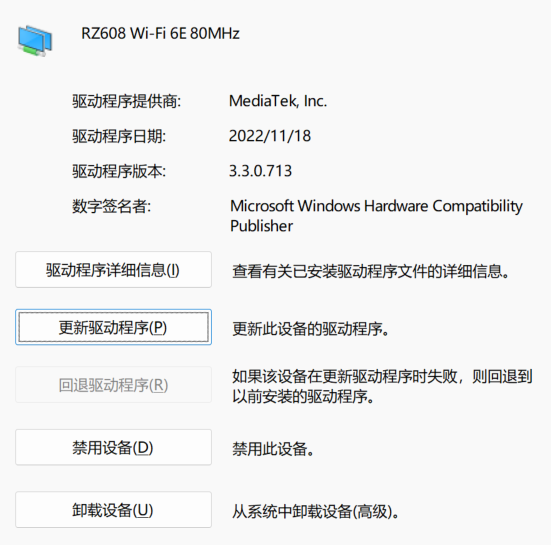 RZ608 Wi-Fi 6E 80MHz
驱动程序提供商: MediaTek, Inc.
驱动程序日期: 2022/11/18
驱动程序版本: 3.3.0.713
数字签名者: Microsoft Windows Hardware Compatibility
Publisher
驱动程序详细信息(I) 查看有关已安装驱动程序文件的详细信息。
更新驱动程序(P) 更新此设备的驱动程序。
回退驱动程序(R) 如果该设备在更新驱动程序时失败，则回退到
以前安装的驱动程序。
禁用设备(D) 禁用此设备。
卸载设备(U) 从系统中卸载设备(高级)。